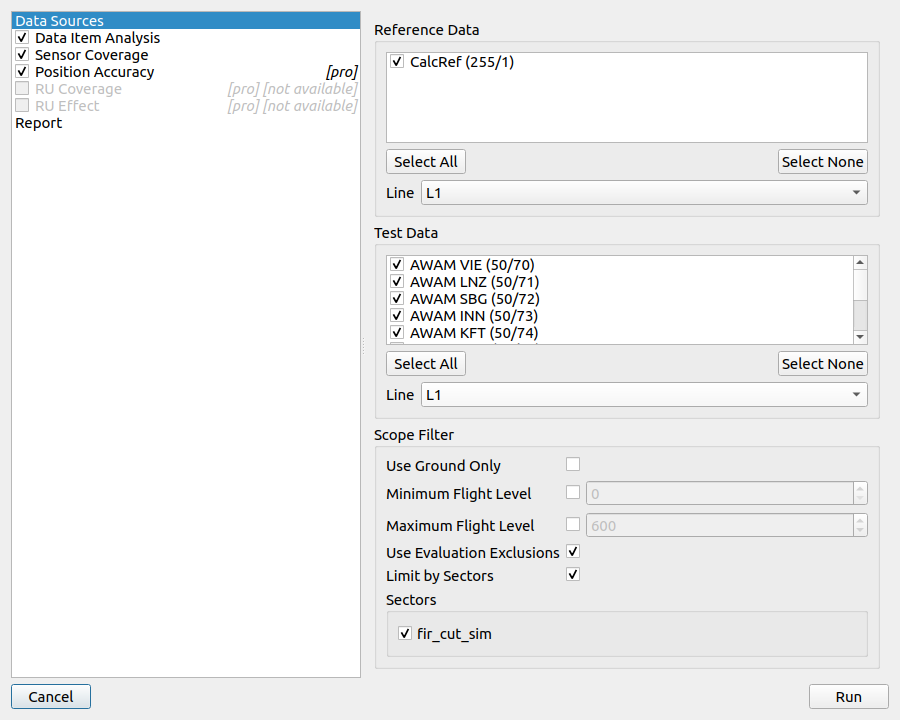 Data Sources
Data Item Analysis
Sensor Coverage
Position Accuracy [pro]
RU Coverage [pro] [not available]
RU Effect [pro] [not available]
Report
Reference Data
CalcRef (255/1)
Select All Select None
Line L1
Test Data
AWAM VIE (50/70)
AWAM LNZ (50/71)
AWAM SBG (50/72)
AWAM INN (50/73)
AWAM KFT (50/74)
Select All Select None
Line L1
Scope Filter
Use Ground Only
Minimum Flight Level 0
Maximum Flight Level 600
Use Evaluation Exclusions
Limit by Sectors
Sectors
fir_cut_sim
Cancel Run